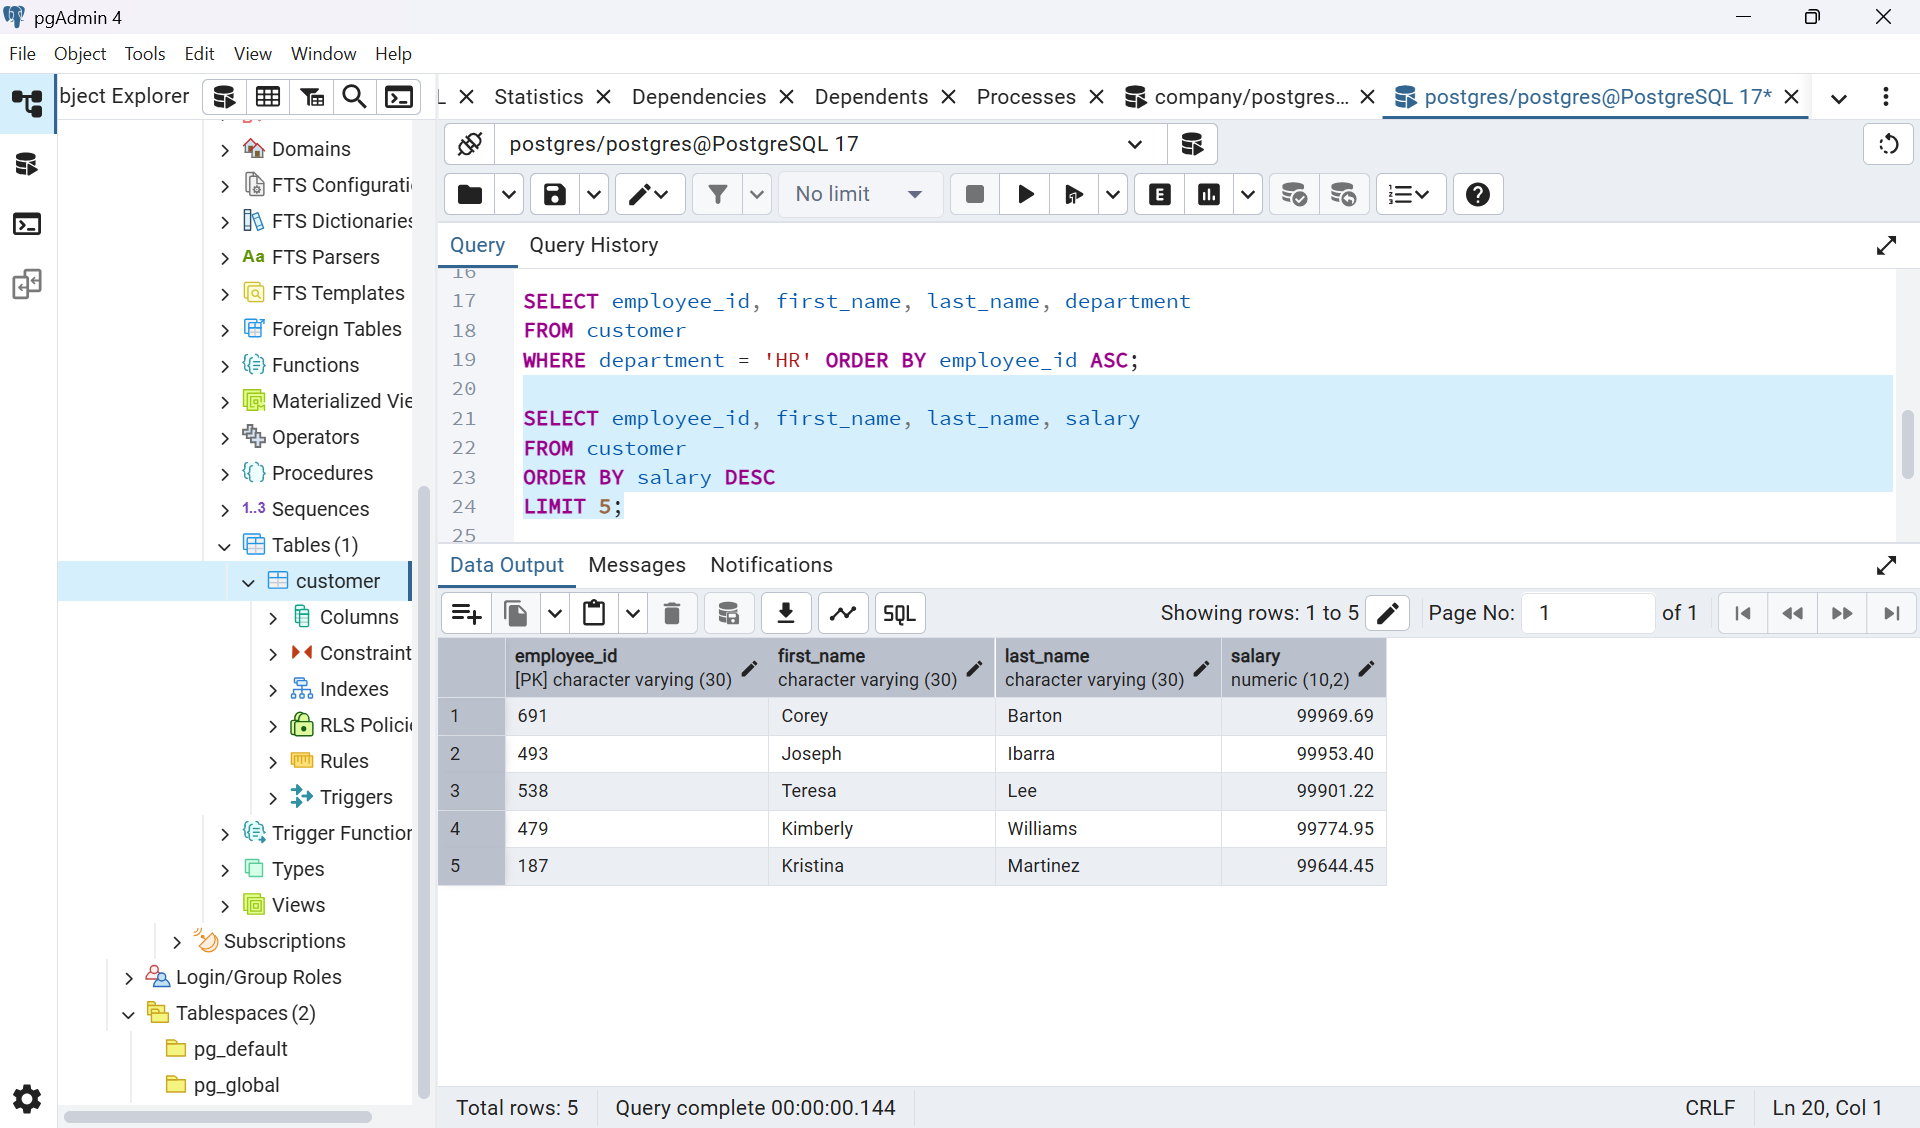 pgAdmin 4
File Object Tools Edit View Window Help
bject Explorer
L Statistics Dependencies Dependents Processes company/postgres... postgres/postgres@PostgreSQL 17*
postgres/postgres@PostgreSQL 17
No limit
E
Query Query History
Domains
FTS Configurati
FTS Dictionaries
Aa FTS Parsers
FTS Templates
Foreign Tables
Functions
Materialized Vie
Operators
Procedures
1..3 Sequences
Tables (1)
customer
Columns
Constraint
Indexes
RLS Polici
Rules
Triggers
Trigger Function
Types
Views
Subscriptions
Login/Group Roles
Tablespaces (2)
pg_default
pg_global
16
17 SELECT employee_id, first_name, last_name, department
18 FROM customer
19 WHERE department = 'HR' ORDER BY employee_id ASC;
20
21 SELECT employee_id, first_name, last_name, salary
22 FROM customer
23 ORDER BY salary DESC
24 LIMIT 5;
25
Data Output Messages Notifications
SQL Showing rows: 1 to 5 Page No: 1 of 1
employee_id first_name last_name salary
[PK] character varying (30) character varying (30) character varying (30) numeric (10,2)
1 691 Corey Barton 99969.69
2 493 Joseph Ibarra 99953.40
3 538 Teresa Lee 99901.22
4 479 Kimberly Williams 99774.95
5 187 Kristina Martinez 99644.45
Total rows: 5 Query complete 00:00:00.144 CRLF Ln 20, Col 1